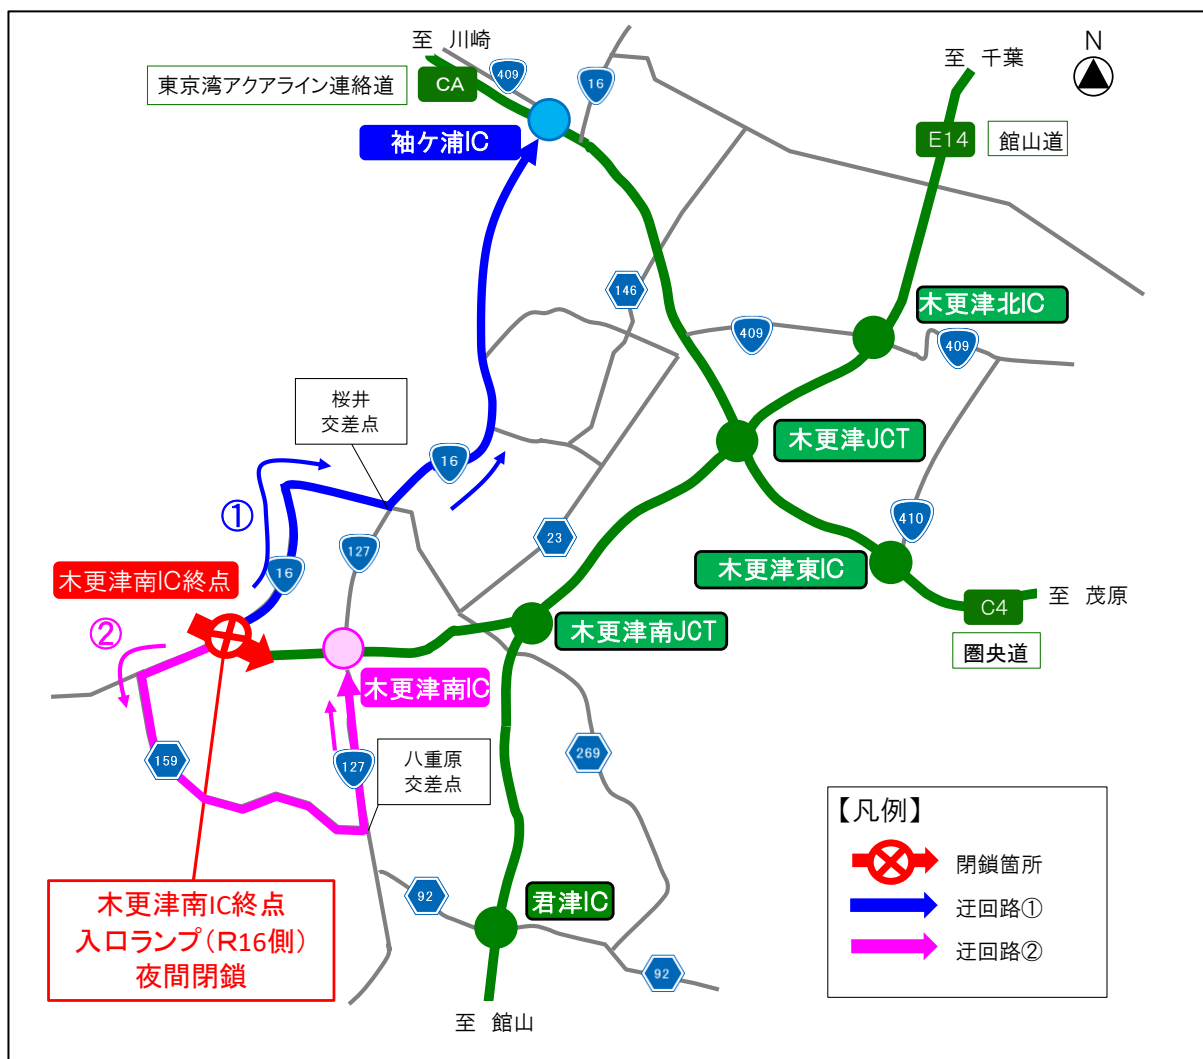 至 川崎
N
至 千葉
409
16
東京湾アクアライン連絡道
CA
E14
館山道
袖ケ浦IC
146
木更津北IC
409
409
桜井
交差点
木更津JCT
16
①
410
23
127
木更津東IC
木更津南IC終点
16
至 茂原
C4
②
木更津南JCT
圏央道
木更津南IC
159
127
八重原
交差点
269
【凡例】
閉鎖箇所
迂回路①
迂回路②
木更津南IC終点
入口ランプ（R16側）
夜間閉鎖
92
君津IC
92
至 館山